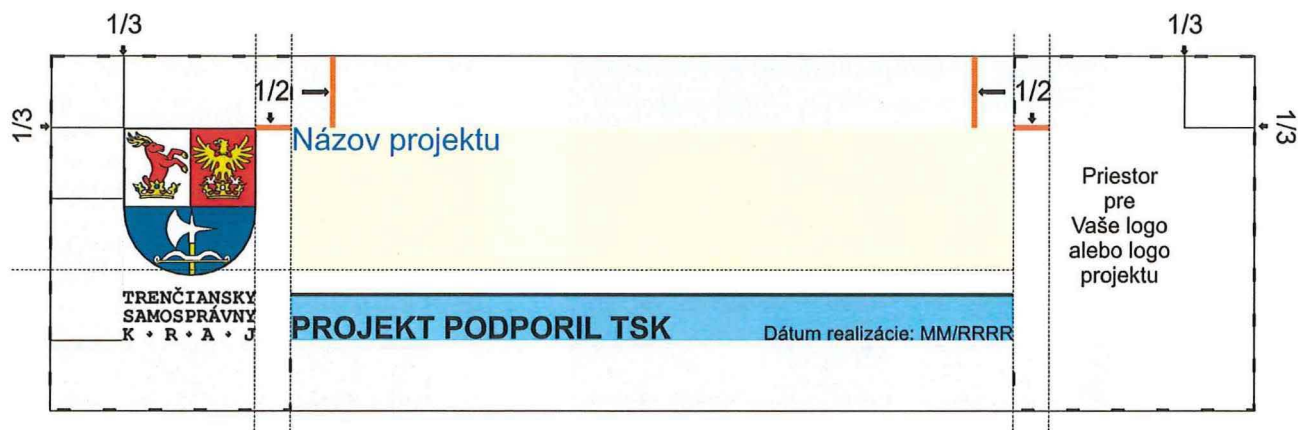 1/3
1/3
1/2
1/2
1/3
1/3
Názov projektu
Priestor
pre
Vaše logo
alebo logo
projektu
TRENČIANSKY
SAMOSPRÁVNY
K • R • A • J
PROJEKT PODPORIL TSK
Dátum realizácie: MM/RRRR